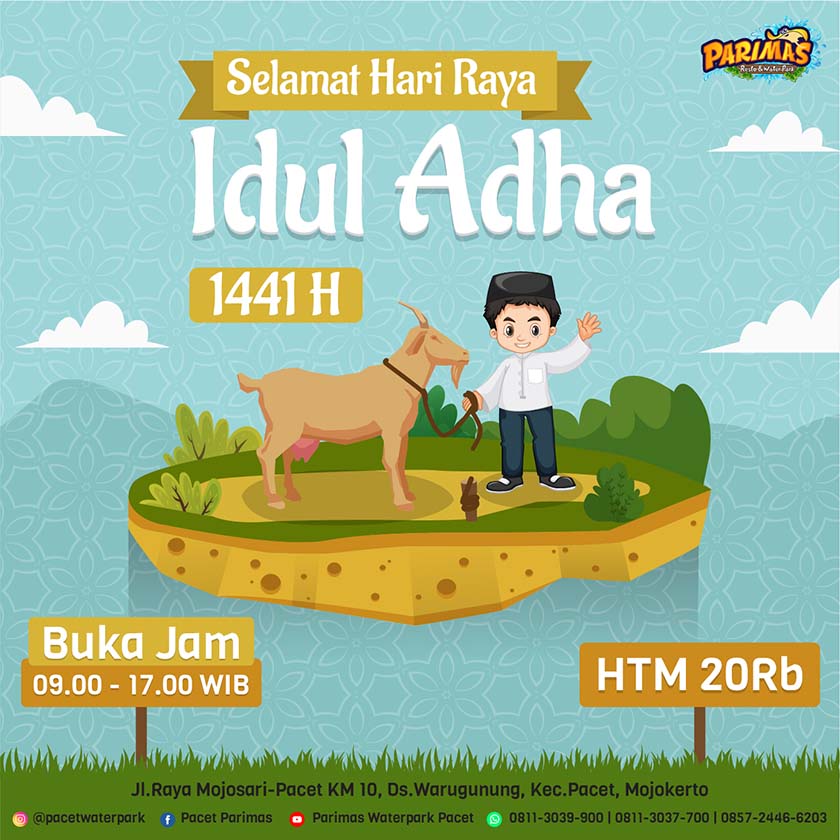 PARIMAS
Resto & Water Park
Selamat Hari Raya
Idul Adha
1441 H
Buka Jam
09.00 - 17.00 WIB
HTM 20Rb
Jl.Raya Mojosari-Pacet KM 10, Ds.Warugunung, Kec.Pacet, Mojokerto
@pacetwaterpark Pacet Parimas Parimas Waterpark Pacet 0811-3039-900 | 0811-3037-700 | 0857-2446-6203